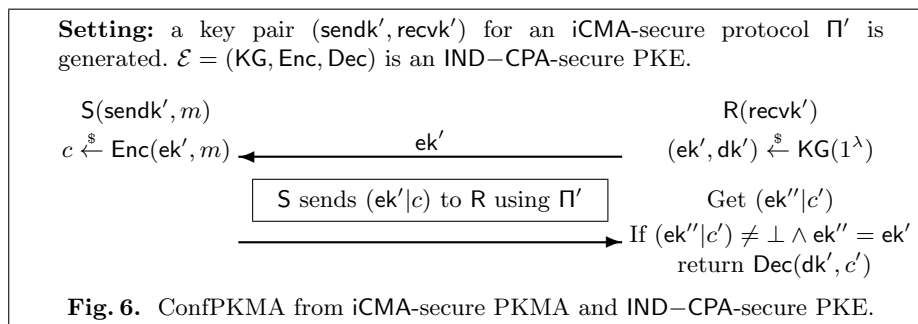 Setting: a key pair (sendk′, recvk′) for an iCMA-secure protocol Π′ is
generated. ℰ = (KG, Enc, Dec) is an IND−CPA-secure PKE.
S(sendk′, m) R(recvk′)
c ←$ Enc(ek′, m) ek′ (ek′, dk′) ←$ KG(1^λ)
S sends (ek′|c) to R using Π′ Get (ek′′|c′)
If (ek′′|c′) ≠ ⊥ ∧ ek′′ = ek′
return Dec(dk′, c′)
Fig. 6. ConfPKMA from iCMA-secure PKMA and IND−CPA-secure PKE.